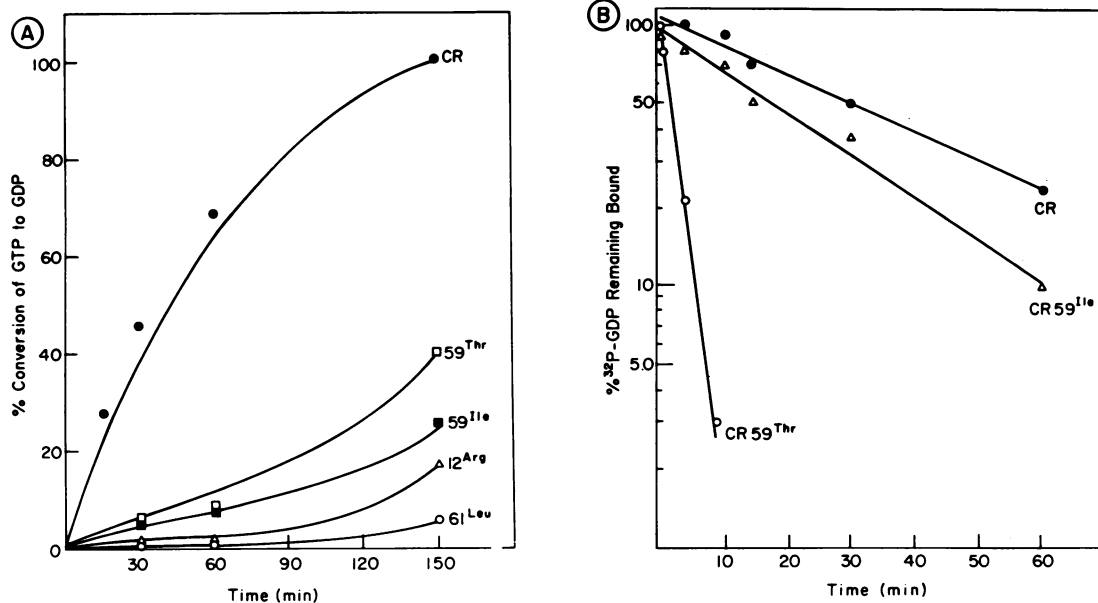 A
% Conversion of GTP to GDP
100
80
60
40
20
0
30
60
90
120
150
Time (min)
CR
59Thr
59Ile
12Arg
61Leu
B
%32P-GDP Remaining Bound
100
50
10
5.0
10
20
30
40
50
60
Time (min)
CR
CR 59Ile
CR 59Thr